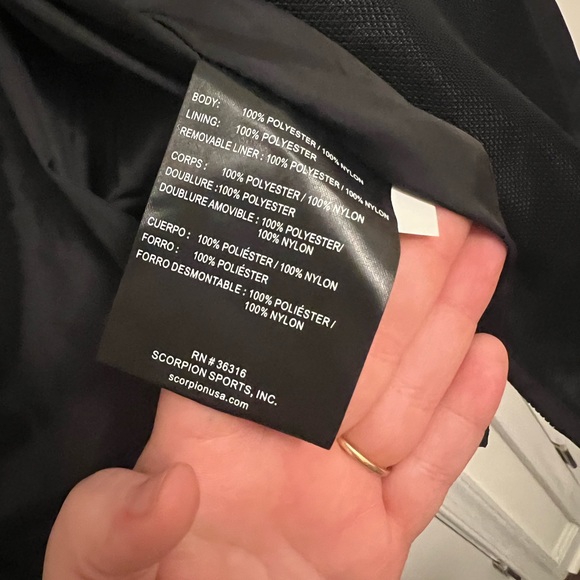 BODY: 100% POLYESTER / 100% NYLON
LINING: 100% POLYESTER
REMOVABLE LINER : 100% POLYESTER / 100% NYLON
CORPS : 100% POLYESTER / 100% NYLON
DOUBLURE :100% POLYESTER
DOUBLURE AMOVIBLE : 100% POLYESTER/
100% NYLON
CUERPO : 100% POLIÉSTER / 100% NYLON
FORRO : 100% POLIÉSTER
FORRO DESMONTABLE : 100% POLIÉSTER /
100% NYLON
RN # 36316
SCORPION SPORTS, INC.
scorpionusa.com